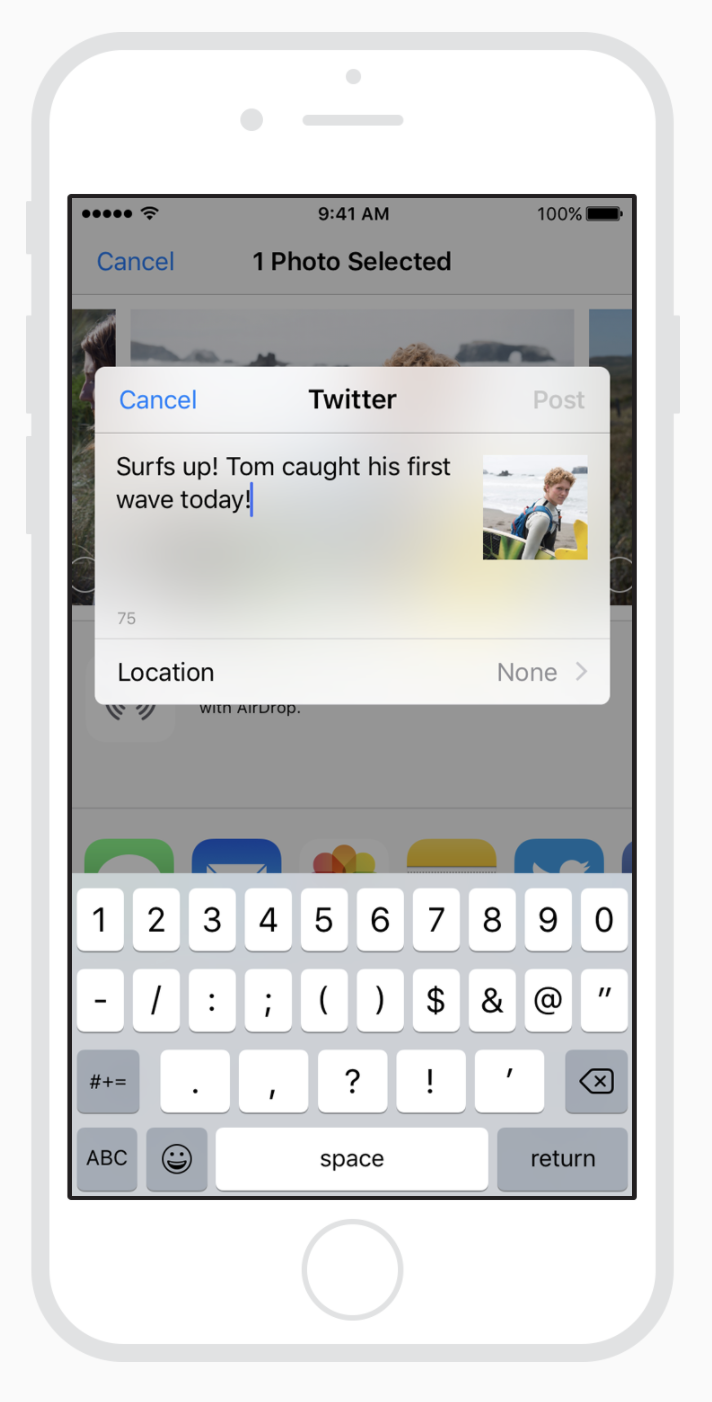 9:41 AM 100%
Cancel 1 Photo Selected
Cancel Twitter Post
Surfs up! Tom caught his first
wave today!
75
Location None
with AirDrop.
1 2 3 4 5 6 7 8 9 0
- / : ; ( ) $ & @ "
#+= . , ? ! ’
ABC space return